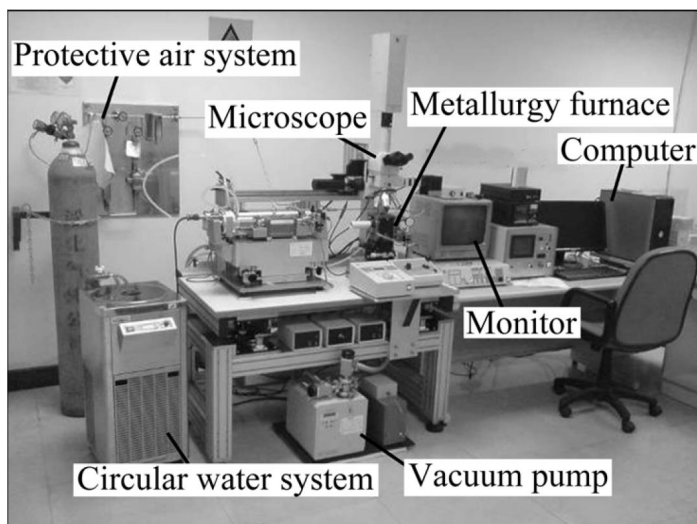 Protective air system
Microscope
Metallurgy furnace
Computer
Monitor
Circular water system
Vacuum pump